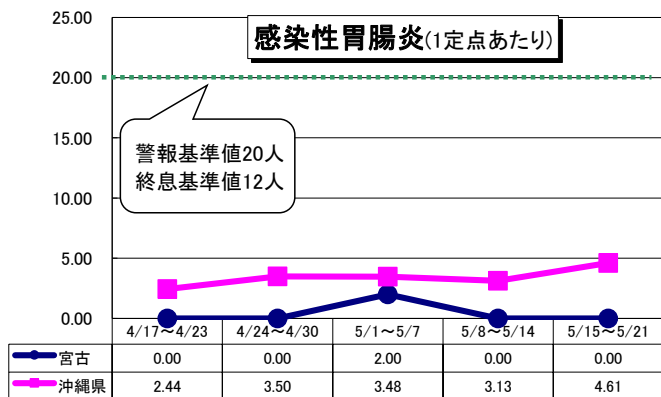 感染性胃腸炎(1定点あたり)
25.00
20.00
15.00
10.00
5.00
0.00
警報基準値20人
終息基準値12人
4/17～4/23 4/24～4/30 5/1～5/7 5/8～5/14 5/15～5/21
宮古 0.00 0.00 2.00 0.00 0.00
沖縄県 2.44 3.50 3.48 3.13 4.61